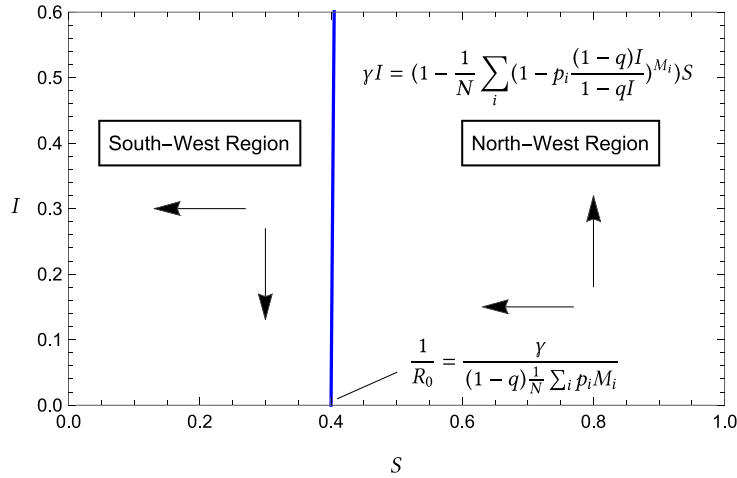 0.6
γI = (1 - 1/N ∑_i (1 - p_i (1 - q)I / (1 - qI))^{M_i})S
0.5
South-West Region
North-West Region
0.4
I
0.3
0.2
0.1
1/R_0 = γ / ((1 - q) 1/N ∑_i p_i M_i)
0.0
0.0 0.2 0.4 0.6 0.8 1.0
S